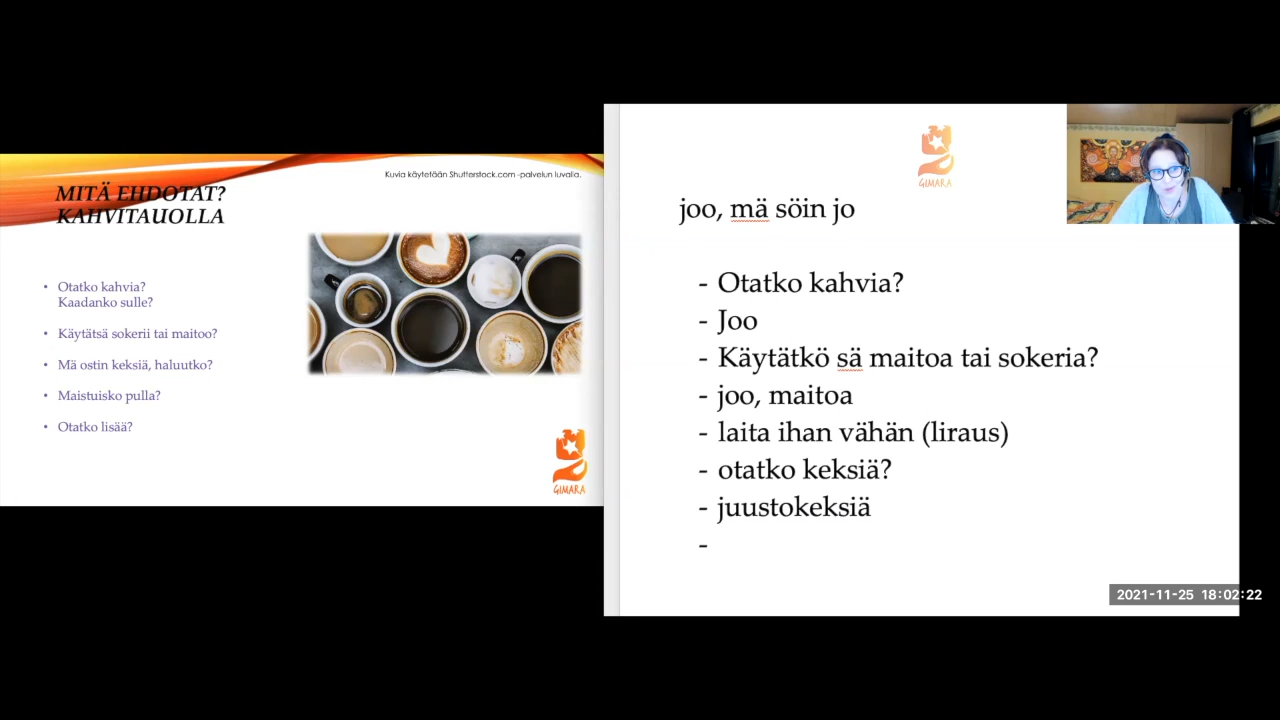 Kuvia käytetään Shutterstock.com -palvelun luvalla.
MITÄ EHDOTAT?
KAHVITAUOLLA
• Otatko kahvia?
Kaadanko sulle?
• Käytätsä sokerii tai maitoo?
• Mä ostin keksiä, haluutko?
• Maistuisko pulla?
• Otatko lisää?
GIMARA
GIMARA
joo, mä söin jo
- Otatko kahvia?
- Joo
- Käytätkö sä maitoa tai sokeria?
- joo, maitoa
- laita ihan vähän (liraus)
- otatko keksiä?
- juustokeksiä
-
2021-11-25 18:02:22